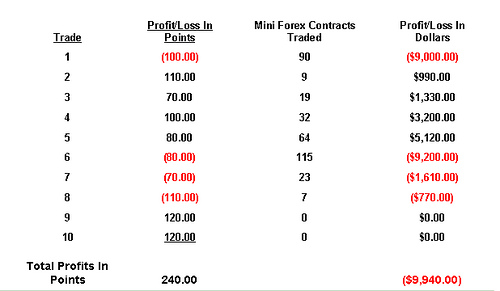 Profit/Loss In Mini Forex Contracts Profit/Loss In
Trade Points Traded Dollars
1 (100.00) 90 ($9,000.00)
2 110.00 9 $990.00
3 70.00 19 $1,330.00
4 100.00 32 $3,200.00
5 80.00 64 $5,120.00
6 (80.00) 115 ($9,200.00)
7 (70.00) 23 ($1,610.00)
8 (110.00) 7 ($770.00)
9 120.00 0 $0.00
10 120.00 0 $0.00
Total Profits In
Points 240.00 ($9,940.00)